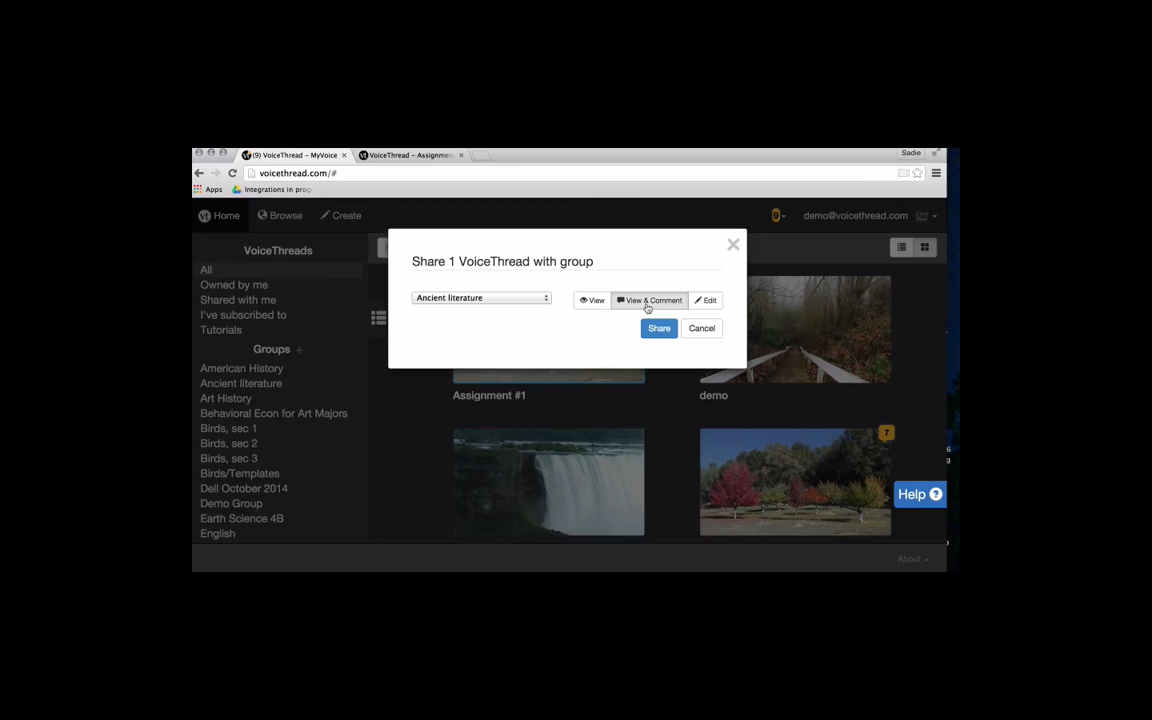 (9) VoiceThread – MyVoice
VoiceThread – Assignmen
Sadie
voicethread.com/#
Apps
Integrations in prog
Home
Browse
Create
0
demo@voicethread.com
VoiceThreads
All
Owned by me
Shared with me
I've subscribed to
Tutorials
Groups +
American History
Ancient literature
Art History
Behavioral Econ for Art Majors
Birds, sec 1
Birds, sec 2
Birds, sec 3
Birds/Templates
Dell October 2014
Demo Group
Earth Science 4B
English
Share 1 VoiceThread with group
Ancient literature
View
View & Comment
Edit
Share
Cancel
Assignment #1
demo
7
Help ?
About